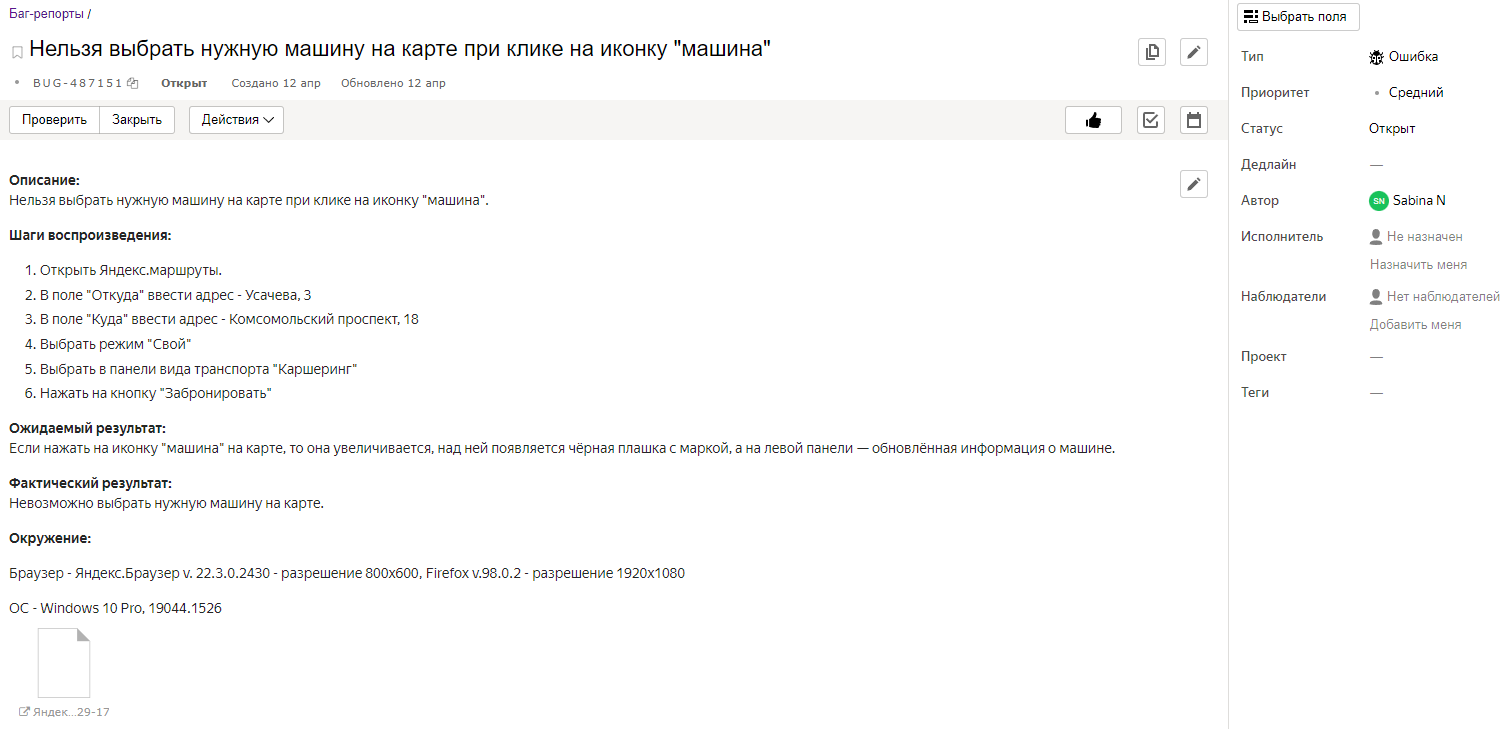 Баг-репорты /
Нельзя выбрать нужную машину на карте при клике на иконку "машина"
BUG-487151 Открыт Создано 12 апр Обновлено 12 апр
Проверить Закрыть Действия
Описание:
Нельзя выбрать нужную машину на карте при клике на иконку "машина".
Шаги воспроизведения:
1. Открыть Яндекс.маршруты.
2. В поле "Откуда" ввести адрес - Усачева, 3
3. В поле "Куда" ввести адрес - Комсомольский проспект, 18
4. Выбрать режим "Свой"
5. Выбрать в панели вида транспорта "Каршеринг"
6. Нажать на кнопку "Забронировать"
Ожидаемый результат:
Если нажать на иконку "машина" на карте, то она увеличивается, над ней появляется чёрная плашка с маркой, а на левой панели — обновлённая информация о машине.
Фактический результат:
Невозможно выбрать нужную машину на карте.
Окружение:
Браузер - Яндекс.Браузер v. 22.3.0.2430 - разрешение 800x600, Firefox v.98.0.2 - разрешение 1920x1080
ОС - Windows 10 Pro, 19044.1526
Яндек...29-17
Выбрать поля
Тип Ошибка
Приоритет Средний
Статус Открыт
Дедлайн —
Автор SN Sabina N
Исполнитель Не назначен
Назначить меня
Наблюдатели Нет наблюдателей
Добавить меня
Проект —
Теги —